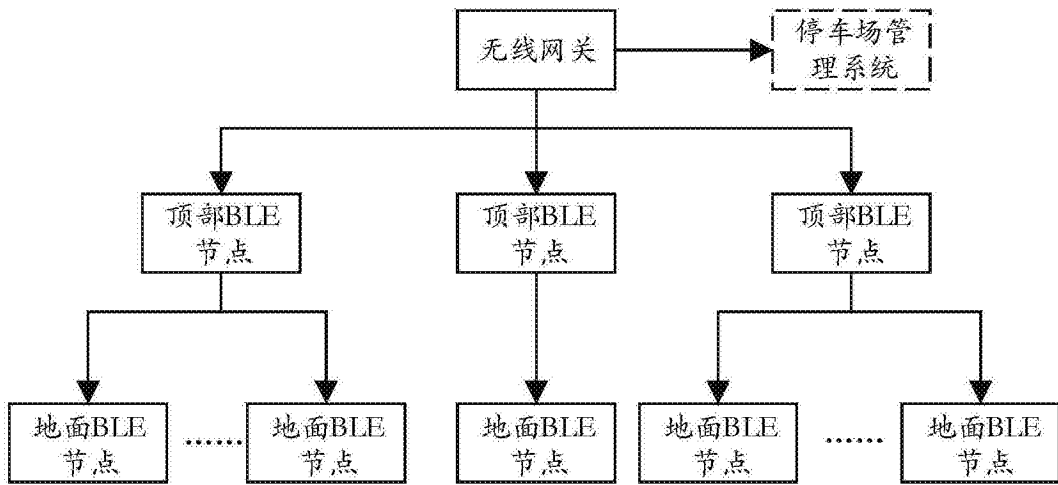 无线网关
停车场管
理系统
顶部BLE
节点
顶部BLE
节点
顶部BLE
节点
地面BLE
节点
……
地面BLE
节点
地面BLE
节点
地面BLE
节点
……
地面BLE
节点